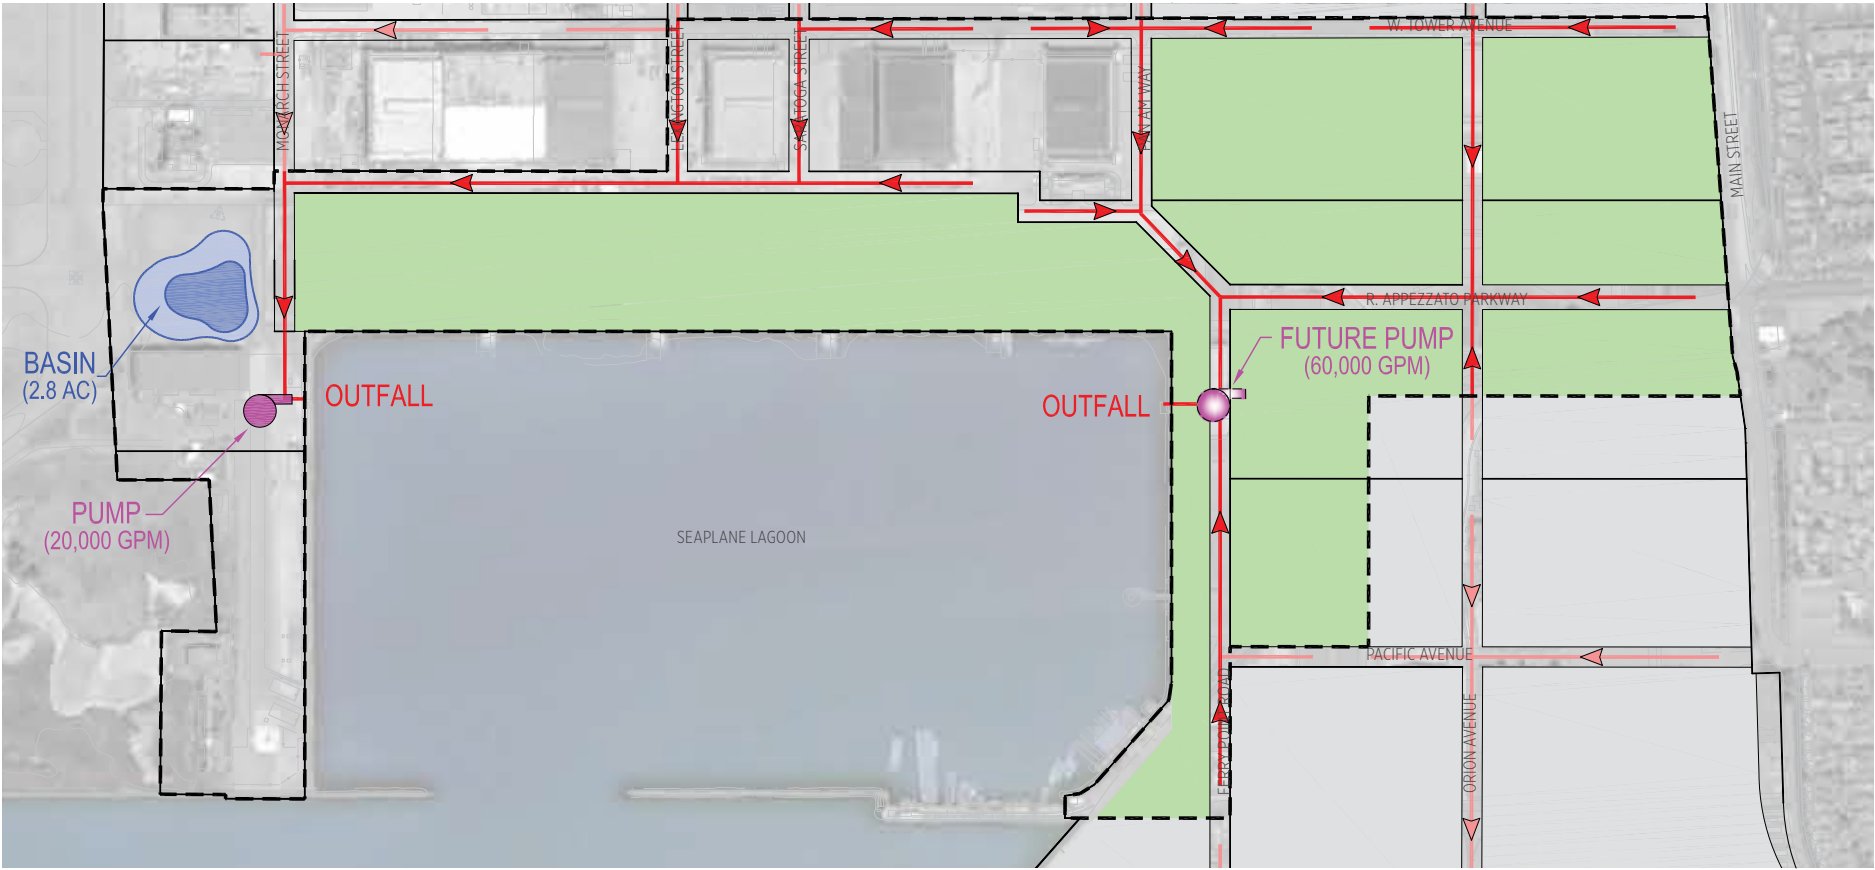 W. TOWER AVENUE
MONARCH STREET
LEXINGTON STREET
SARATOGA STREET
PAN AM WAY
MAIN STREET
R. APPEZZATO PARKWAY
BASIN
(2.8 AC)
OUTFALL
OUTFALL
FUTURE PUMP
(60,000 GPM)
PUMP
(20,000 GPM)
SEAPLANE LAGOON
PACIFIC AVENUE
FERRY POINT ROAD
ORION AVENUE